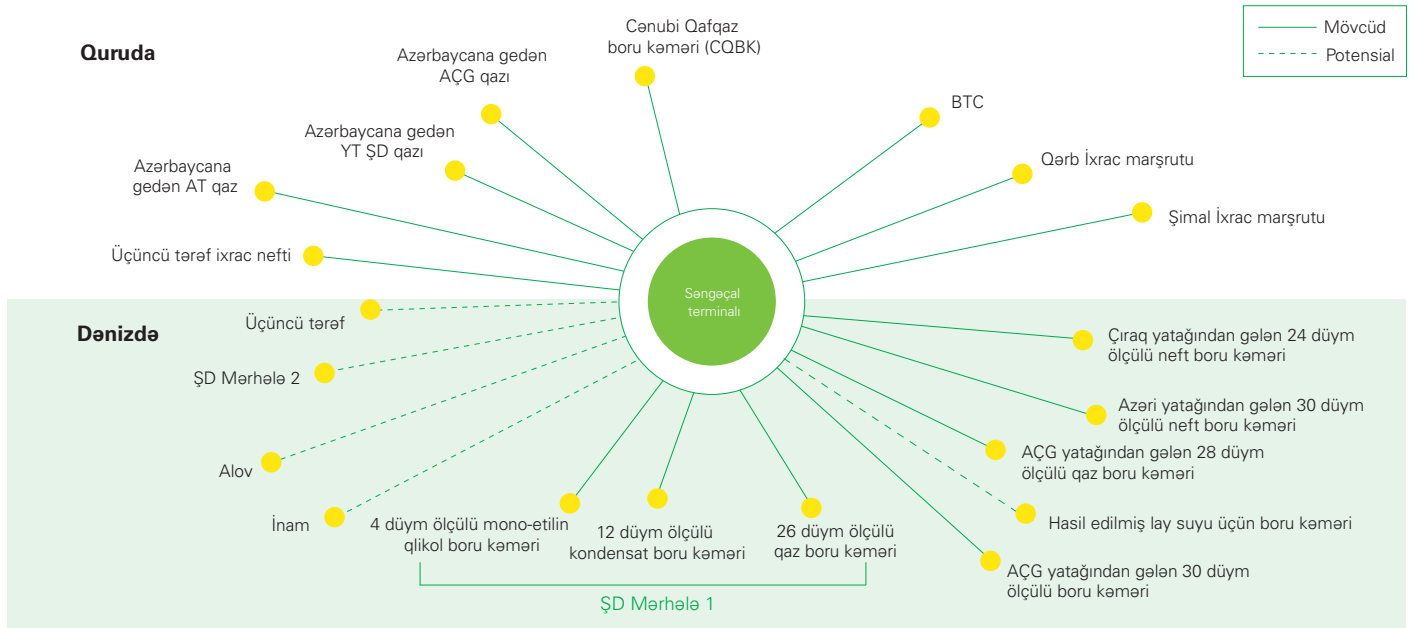 Quruda
Cənubi Qafqaz
boru kəməri (CQBK)
Mövcüd
Potensial
Azərbaycana gedən
AÇG qazı
BTC
Azərbaycana gedən
YT ŞD qazı
Qərb İxrac marşrutu
Azərbaycana
gedən AT qaz
Şimal İxrac marşrutu
Üçüncü tərəf ixrac nefti
Səngəçal
terminalı
Dənizdə
Üçüncü tərəf
ŞD Mərhələ 2
Alov
İnam
Çıraq yatağından gələn 24 düym
ölçülü neft boru kəməri
Azəri yatağından gələn 30 düym
ölçülü neft boru kəməri
AÇG yatağından gələn 28 düym
ölçülü qaz boru kəməri
Hasil edilmiş lay suyu üçün boru kəməri
AÇG yatağından gələn 30 düym
ölçülü boru kəməri
4 düym ölçülü mono-etilin
qlikol boru kəməri
12 düym ölçülü
kondensat boru kəməri
26 düym ölçülü
qaz boru kəməri
ŞD Mərhələ 1